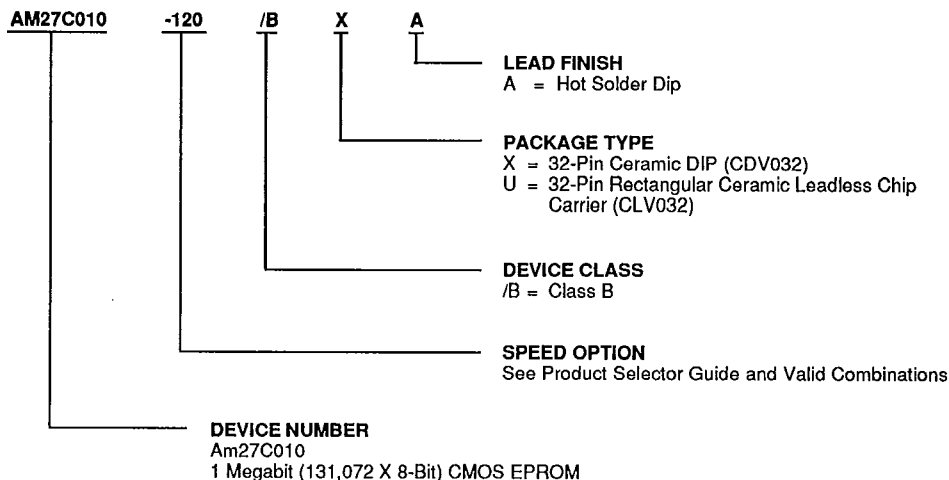 AM27C010 -120 /B X A
LEAD FINISH
A = Hot Solder Dip
PACKAGE TYPE
X = 32-Pin Ceramic DIP (CDV032)
U = 32-Pin Rectangular Ceramic Leadless Chip
Carrier (CLV032)
DEVICE CLASS
/B = Class B
SPEED OPTION
See Product Selector Guide and Valid Combinations
DEVICE NUMBER
Am27C010
1 Megabit (131,072 X 8-Bit) CMOS EPROM